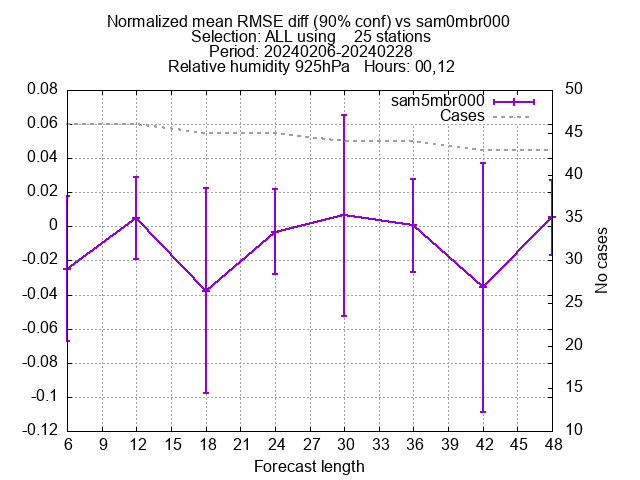 Normalized mean RMSE diff (90% conf) vs sam0mbr000
Selection: ALL using    25 stations
Period: 20240206-20240228
Relative humidity 925hPa   Hours: 00,12
0.08
0.06
0.04
0.02
0
-0.02
-0.04
-0.06
-0.08
-0.1
-0.12
sam5mbr000
Cases
50
45
40
35
30
25
20
15
10
No cases
6 9 12 15 18 21 24 27 30 33 36 39 42 45 48
Forecast length